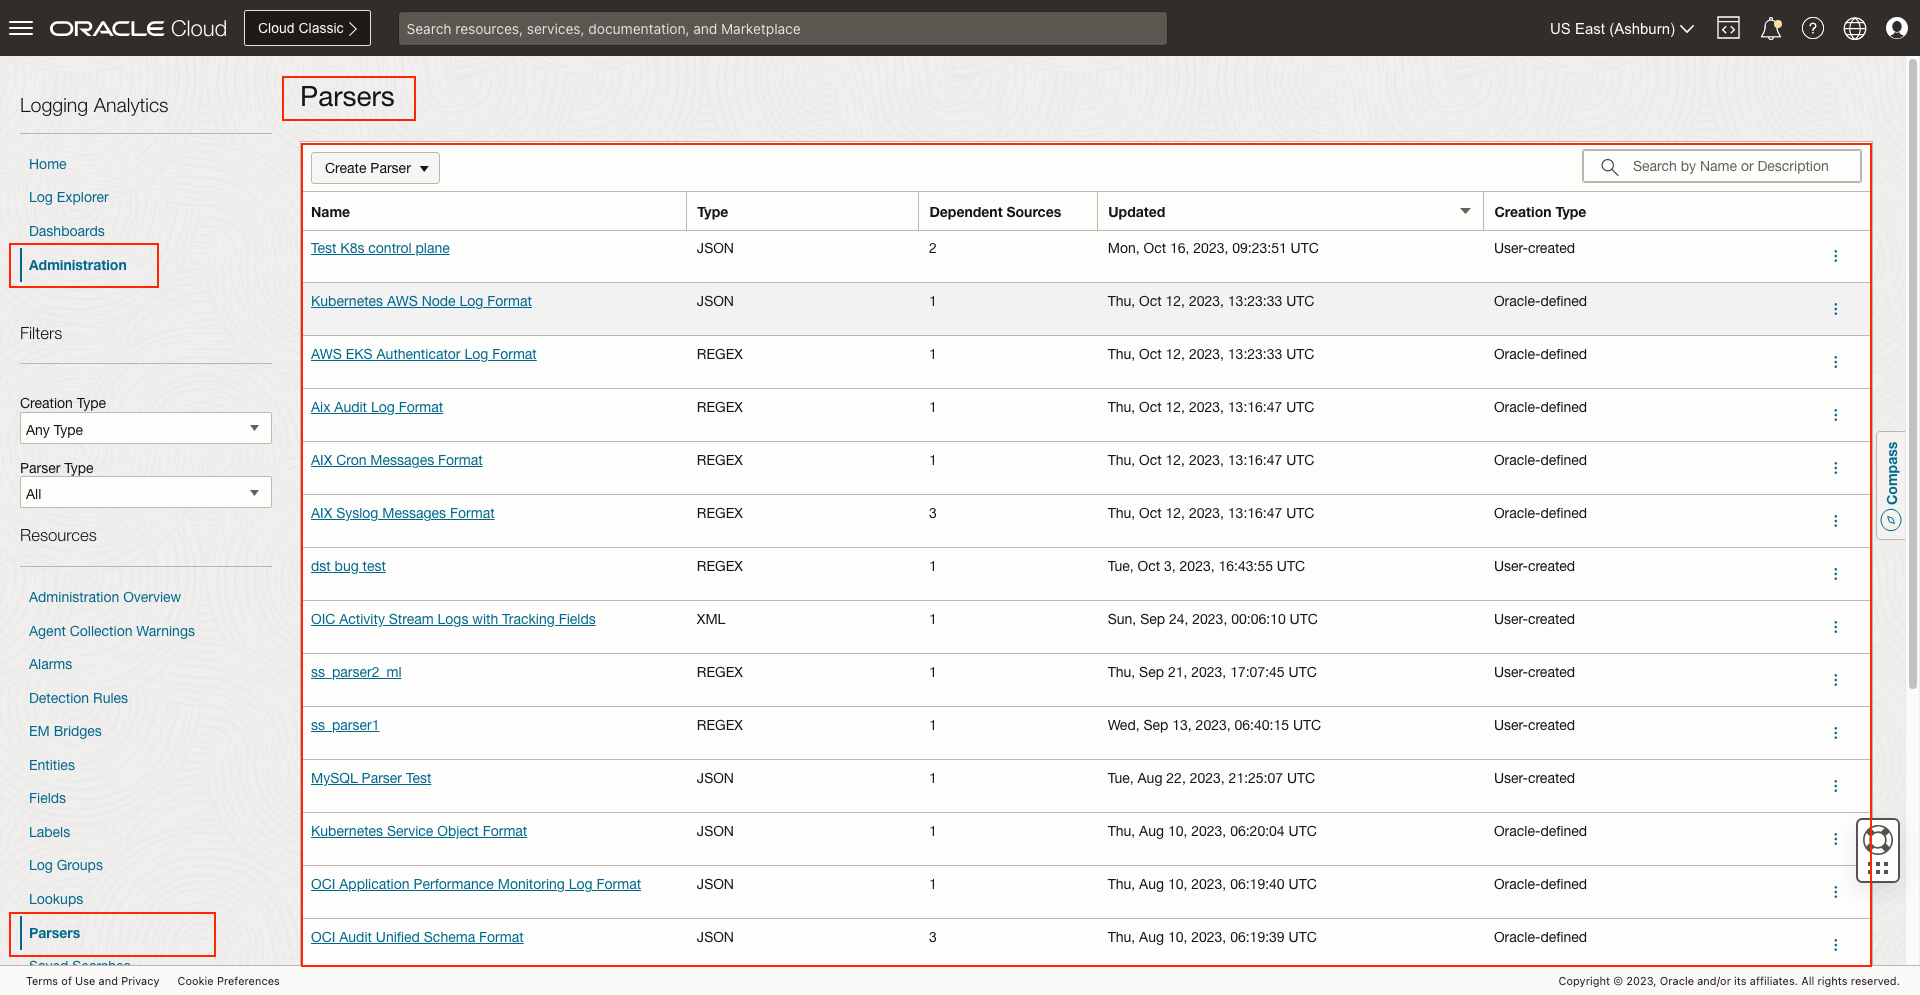 ORACLE Cloud
Cloud Classic
Search resources, services, documentation, and Marketplace
US East (Ashburn)
Logging Analytics
Home
Log Explorer
Dashboards
Administration
Filters
Creation Type
Any Type
Parser Type
All
Resources
Administration Overview
Agent Collection Warnings
Alarms
Detection Rules
EM Bridges
Entities
Fields
Labels
Log Groups
Lookups
Parsers
Saved Searches
Parsers
Create Parser
Search by Name or Description
Name Type Dependent Sources Updated Creation Type
Test K8s control plane JSON 2 Mon, Oct 16, 2023, 09:23:51 UTC User-created
Kubernetes AWS Node Log Format JSON 1 Thu, Oct 12, 2023, 13:23:33 UTC Oracle-defined
AWS EKS Authenticator Log Format REGEX 1 Thu, Oct 12, 2023, 13:23:33 UTC Oracle-defined
Aix Audit Log Format REGEX 1 Thu, Oct 12, 2023, 13:16:47 UTC Oracle-defined
AIX Cron Messages Format REGEX 1 Thu, Oct 12, 2023, 13:16:47 UTC Oracle-defined
AIX Syslog Messages Format REGEX 3 Thu, Oct 12, 2023, 13:16:47 UTC Oracle-defined
dst bug test REGEX 1 Tue, Oct 3, 2023, 16:43:55 UTC User-created
OIC Activity Stream Logs with Tracking Fields XML 1 Sun, Sep 24, 2023, 00:06:10 UTC User-created
ss_parser2_ml REGEX 1 Thu, Sep 21, 2023, 17:07:45 UTC User-created
ss_parser1 REGEX 1 Wed, Sep 13, 2023, 06:40:15 UTC User-created
MySQL Parser Test JSON 1 Tue, Aug 22, 2023, 21:25:07 UTC User-created
Kubernetes Service Object Format JSON 1 Thu, Aug 10, 2023, 06:20:04 UTC Oracle-defined
OCI Application Performance Monitoring Log Format JSON 1 Thu, Aug 10, 2023, 06:19:40 UTC Oracle-defined
OCI Audit Unified Schema Format JSON 3 Thu, Aug 10, 2023, 06:19:39 UTC Oracle-defined
Compass
Terms of Use and Privacy Cookie Preferences
Copyright © 2023, Oracle and/or its affiliates. All rights reserved.